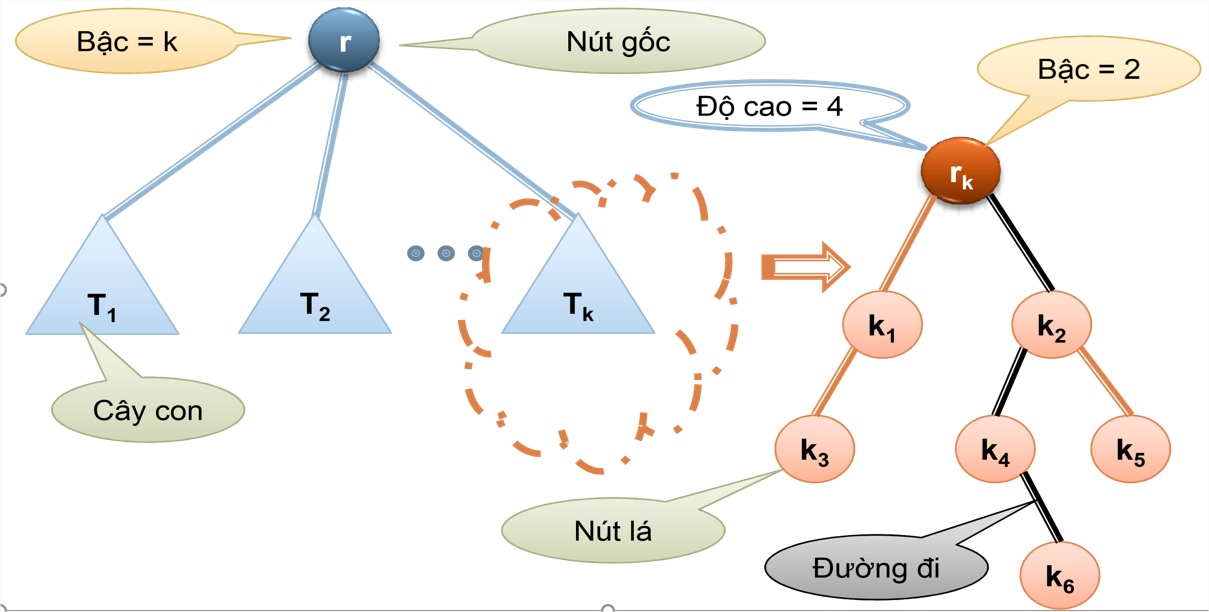 Bậc = k
r
Nút gốc
Độ cao = 4
Bậc = 2
rk
T1
T2
Tk
k1
k2
Cây con
k3
k4
k5
Nút lá
Đường đi
k6